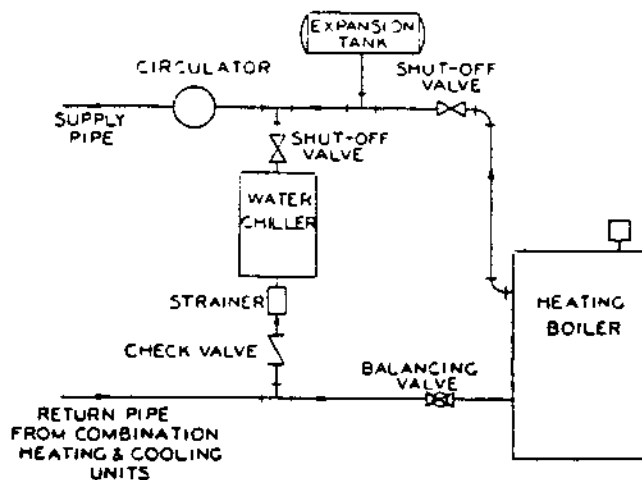 EXPANSION
TANK
CIRCULATOR
SHUT-OFF
VALVE
SUPPLY
PIPE
SHUT-OFF
VALVE
WATER
CHILLER
STRAINER
HEATING
BOILER
CHECK VALVE
BALANCING
VALVE
RETURN PIPE
FROM COMBINATION
HEATING & COOLING
UNITS